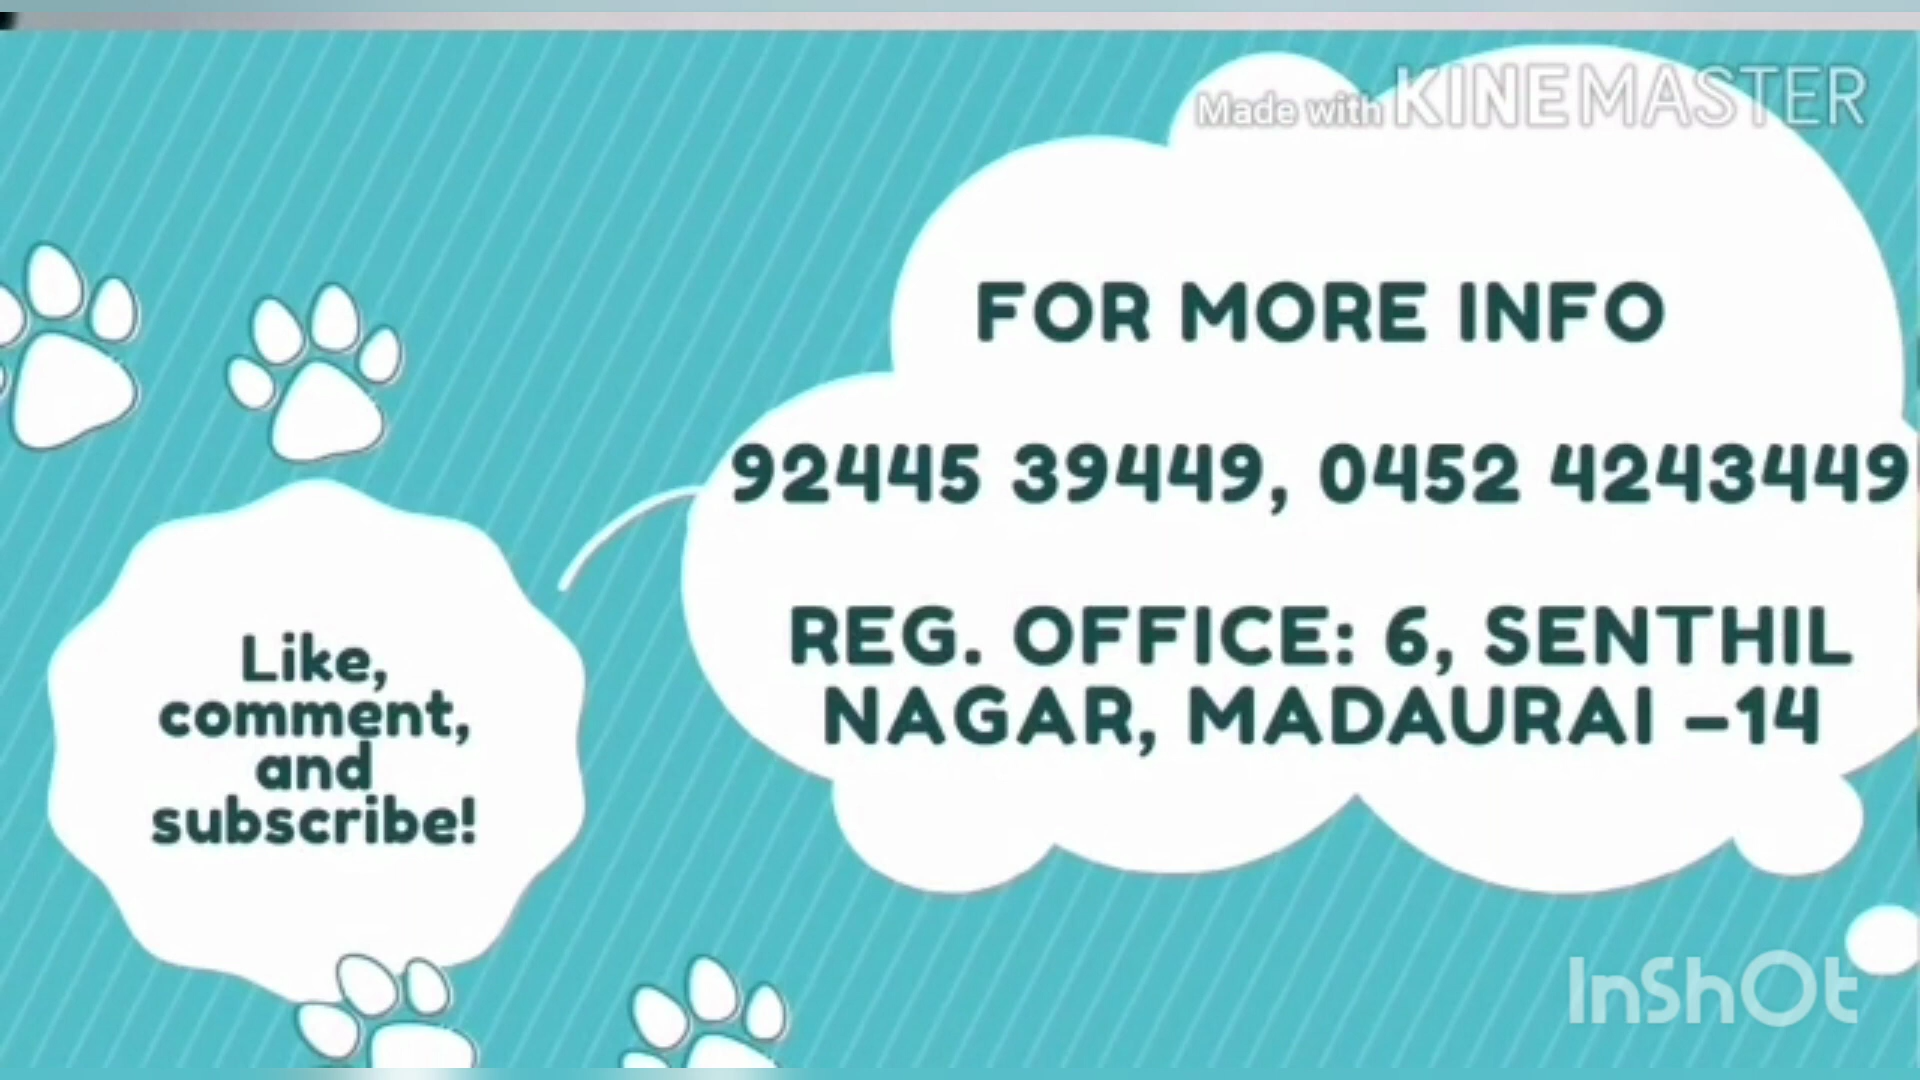 Made with KINEMASTER
FOR MORE INFO
92445 39449, 0452 4243449
REG. OFFICE: 6, SENTHIL
NAGAR, MADAURAI -14
Like,
comment,
and
subscribe!
InShOt